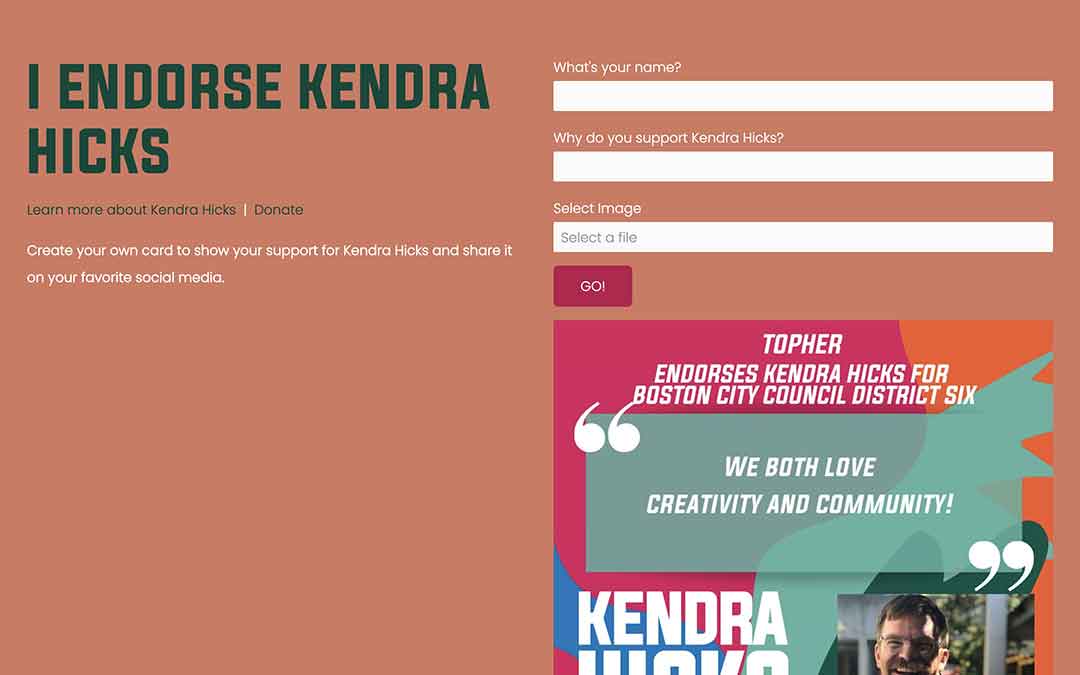 I ENDORSE KENDRA
HICKS
Learn more about Kendra Hicks | Donate
Create your own card to show your support for Kendra Hicks and share it
on your favorite social media.
What's your name?
Why do you support Kendra Hicks?
Select Image
Select a file
GO!
TOPHER
ENDORSES KENDRA HICKS FOR
BOSTON CITY COUNCIL DISTRICT SIX
“
WE BOTH LOVE
CREATIVITY AND COMMUNITY!
”
KENDRA
HICKS